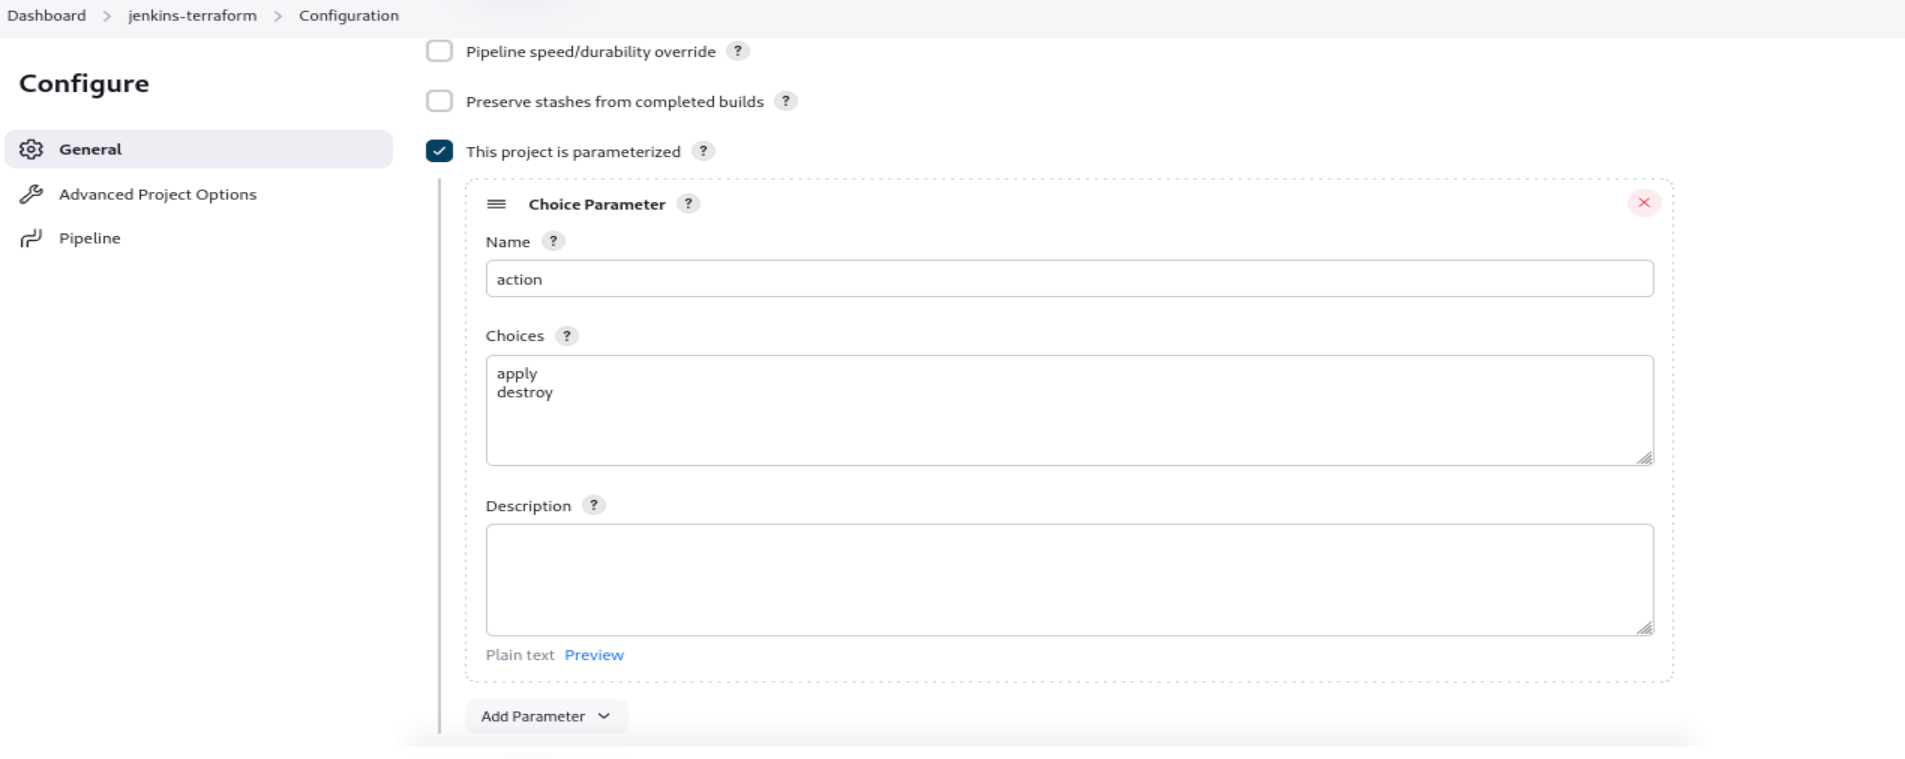 Dashboard > jenkins-terraform > Configuration
Configure
General
Advanced Project Options
Pipeline
Pipeline speed/durability override ?
Preserve stashes from completed builds ?
This project is parameterized ?
Choice Parameter ?
Name ?
action
Choices ?
apply
destroy
Description ?
Plain text Preview
Add Parameter